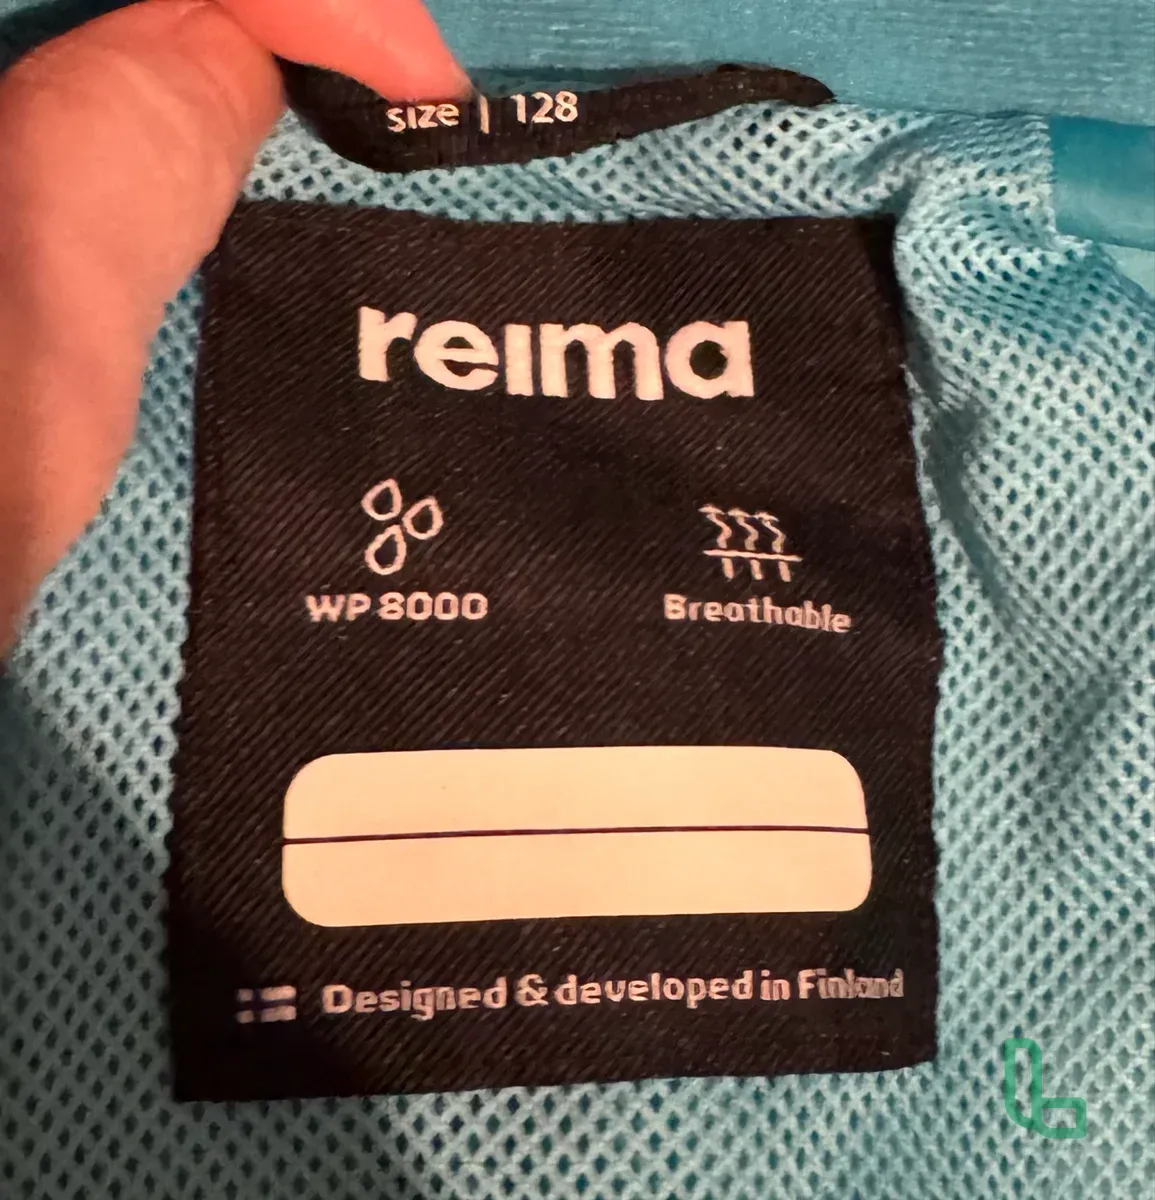 size | 128
reima
WP 8000
Breathable
Designed & developed in Finland